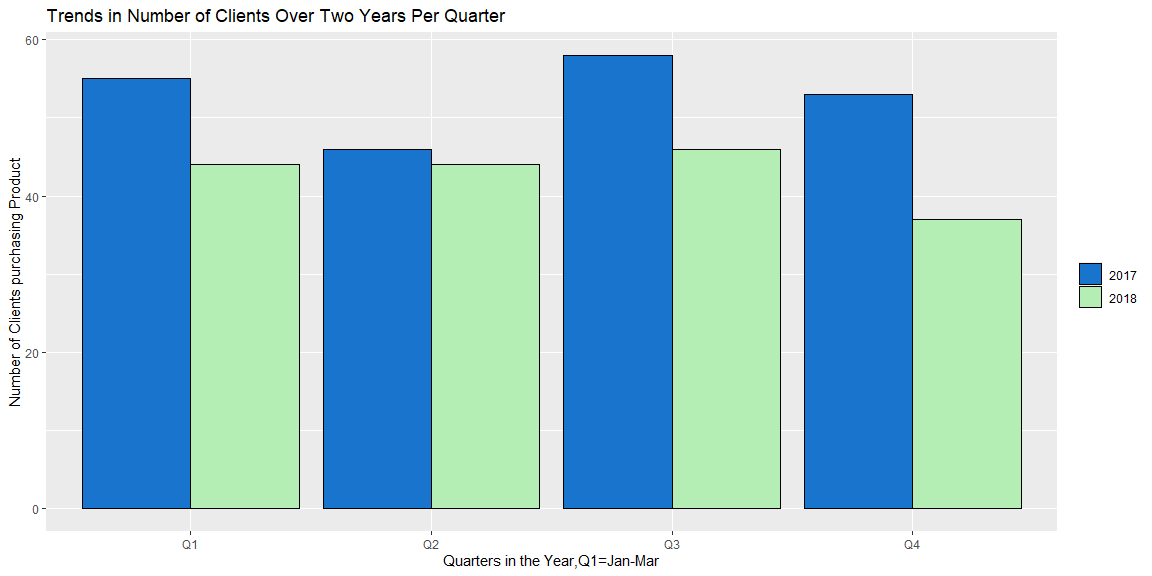 Trends in Number of Clients Over Two Years Per Quarter
Number of Clients purchasing Product
60
40
20
0
Q1
Q2
Q3
Q4
Quarters in the Year,Q1=Jan-Mar
2017
2018